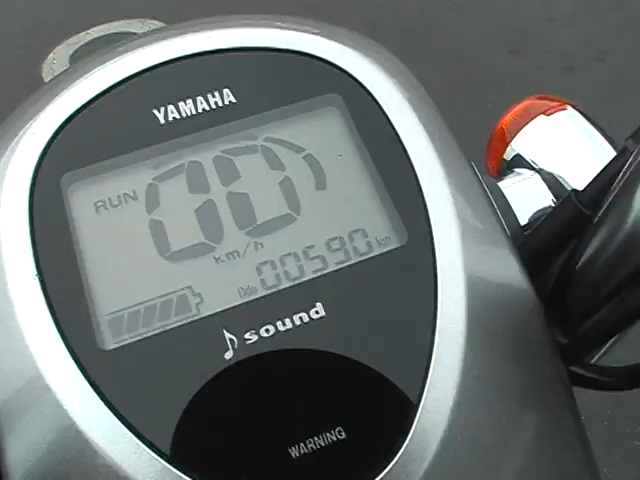 YAMAHA
RUN 00
km/h
Odo 00590 km
sound
WARNING